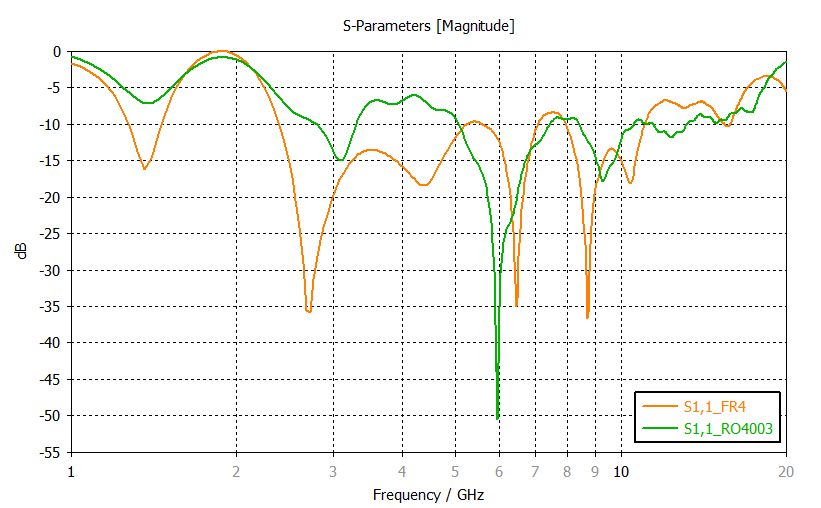 S-Parameters [Magnitude]
0
-5
-10
-15
-20
-25
-30
-35
-40
-45
-50
-55
dB
S1,1_FR4
S1,1_RO4003
1 2 3 4 5 6 7 8 9 10 20
Frequency / GHz